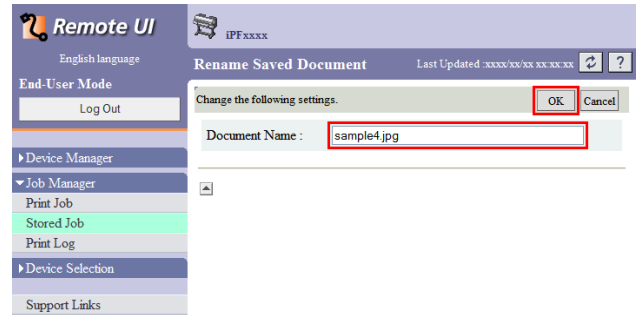 Remote UI
English language
End-User Mode
Log Out
Device Manager
Job Manager
Print Job
Stored Job
Print Log
Device Selection
Support Links
iPFxxxx
Rename Saved Document
Last Updated :xxxx/xx/xx xx:xx:xx
?
Change the following settings.
OK
Cancel
Document Name :
sample4.jpg